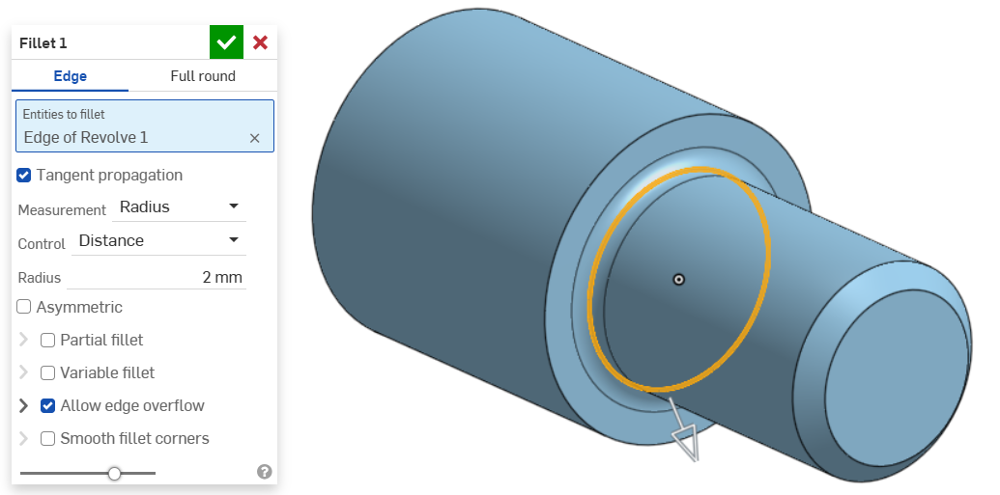 Fillet 1
Edge Full round
Entities to fillet
Edge of Revolve 1
Tangent propagation
Measurement Radius
Control Distance
Radius 2 mm
Asymmetric
Partial fillet
Variable fillet
Allow edge overflow
Smooth fillet corners
?